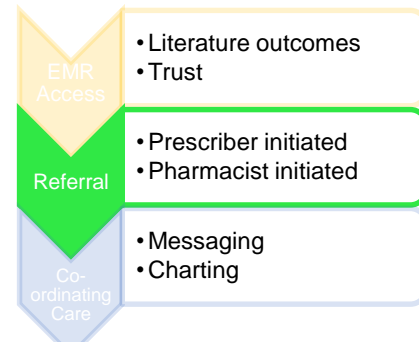 EMR
Access
• Literature outcomes
• Trust
Referral
• Prescriber initiated
• Pharmacist initiated
Co-
ordinating
Care
• Messaging
• Charting